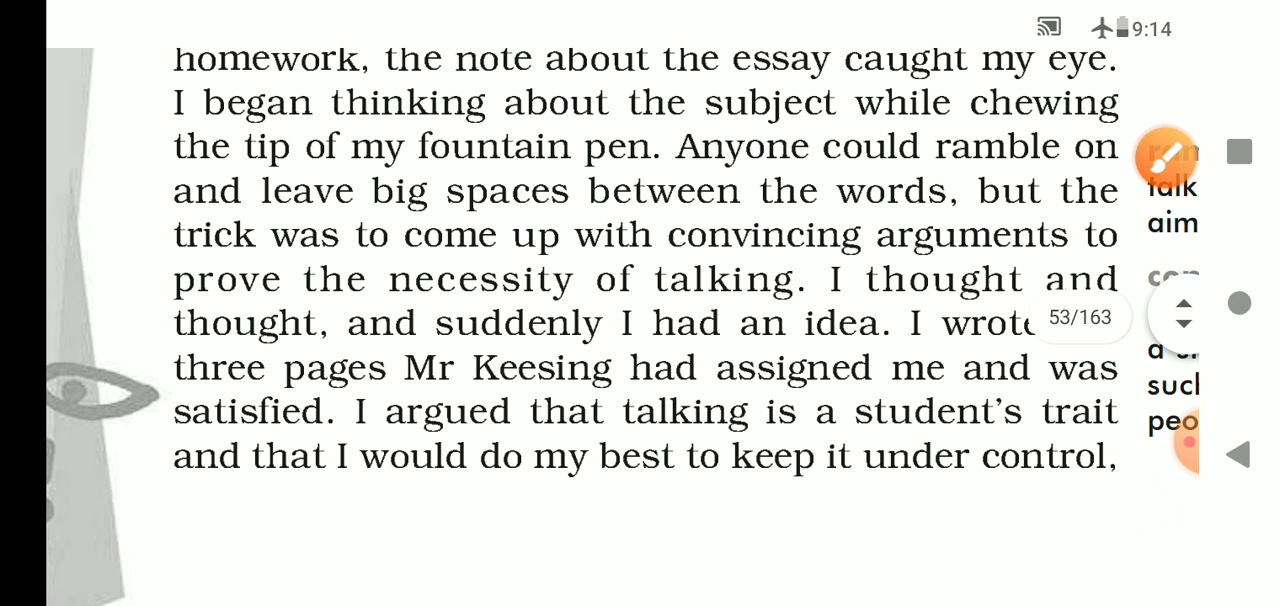 9:14
homework, the note about the essay caught my eye.
I began thinking about the subject while chewing
the tip of my fountain pen. Anyone could ramble on
and leave big spaces between the words, but the
trick was to come up with convincing arguments to
prove the necessity of talking. I thought and
thought, and suddenly I had an idea. I wrote
three pages Mr Keesing had assigned me and was
satisfied. I argued that talking is a student's trait
and that I would do my best to keep it under control,
53/163
talk
aim
a